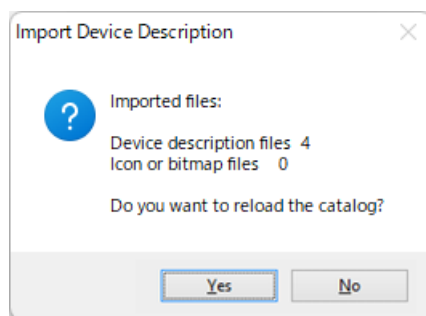 Import Device Description
Imported files:
Device description files 4
Icon or bitmap files 0
Do you want to reload the catalog?
Yes No